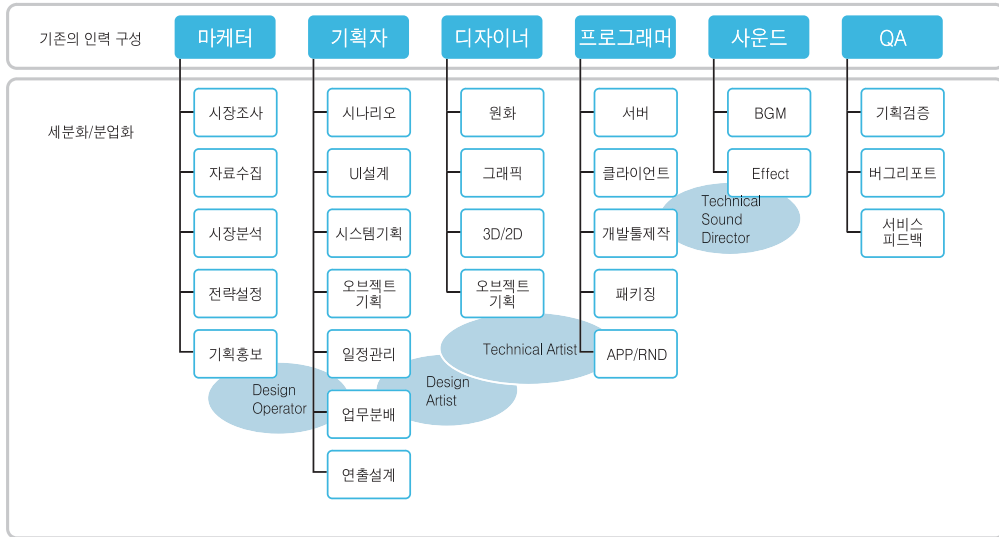 기존의 인력 구성
마케터
기획자
디자이너
프로그래머
사운드
QA
세분화/분업화
시장조사
자료수집
시장분석
전략설정
기획홍보
시나리오
UI설계
시스템기획
오브젝트
기획
일정관리
업무분배
연출설계
원화
그래픽
3D/2D
오브젝트
기획
서버
클라이언트
개발툴제작
패키징
APP/RND
BGM
Effect
기획검증
버그리포트
서비스
피드백
Design
Operator
Design
Artist
Technical Artist
Technical
Sound
Director